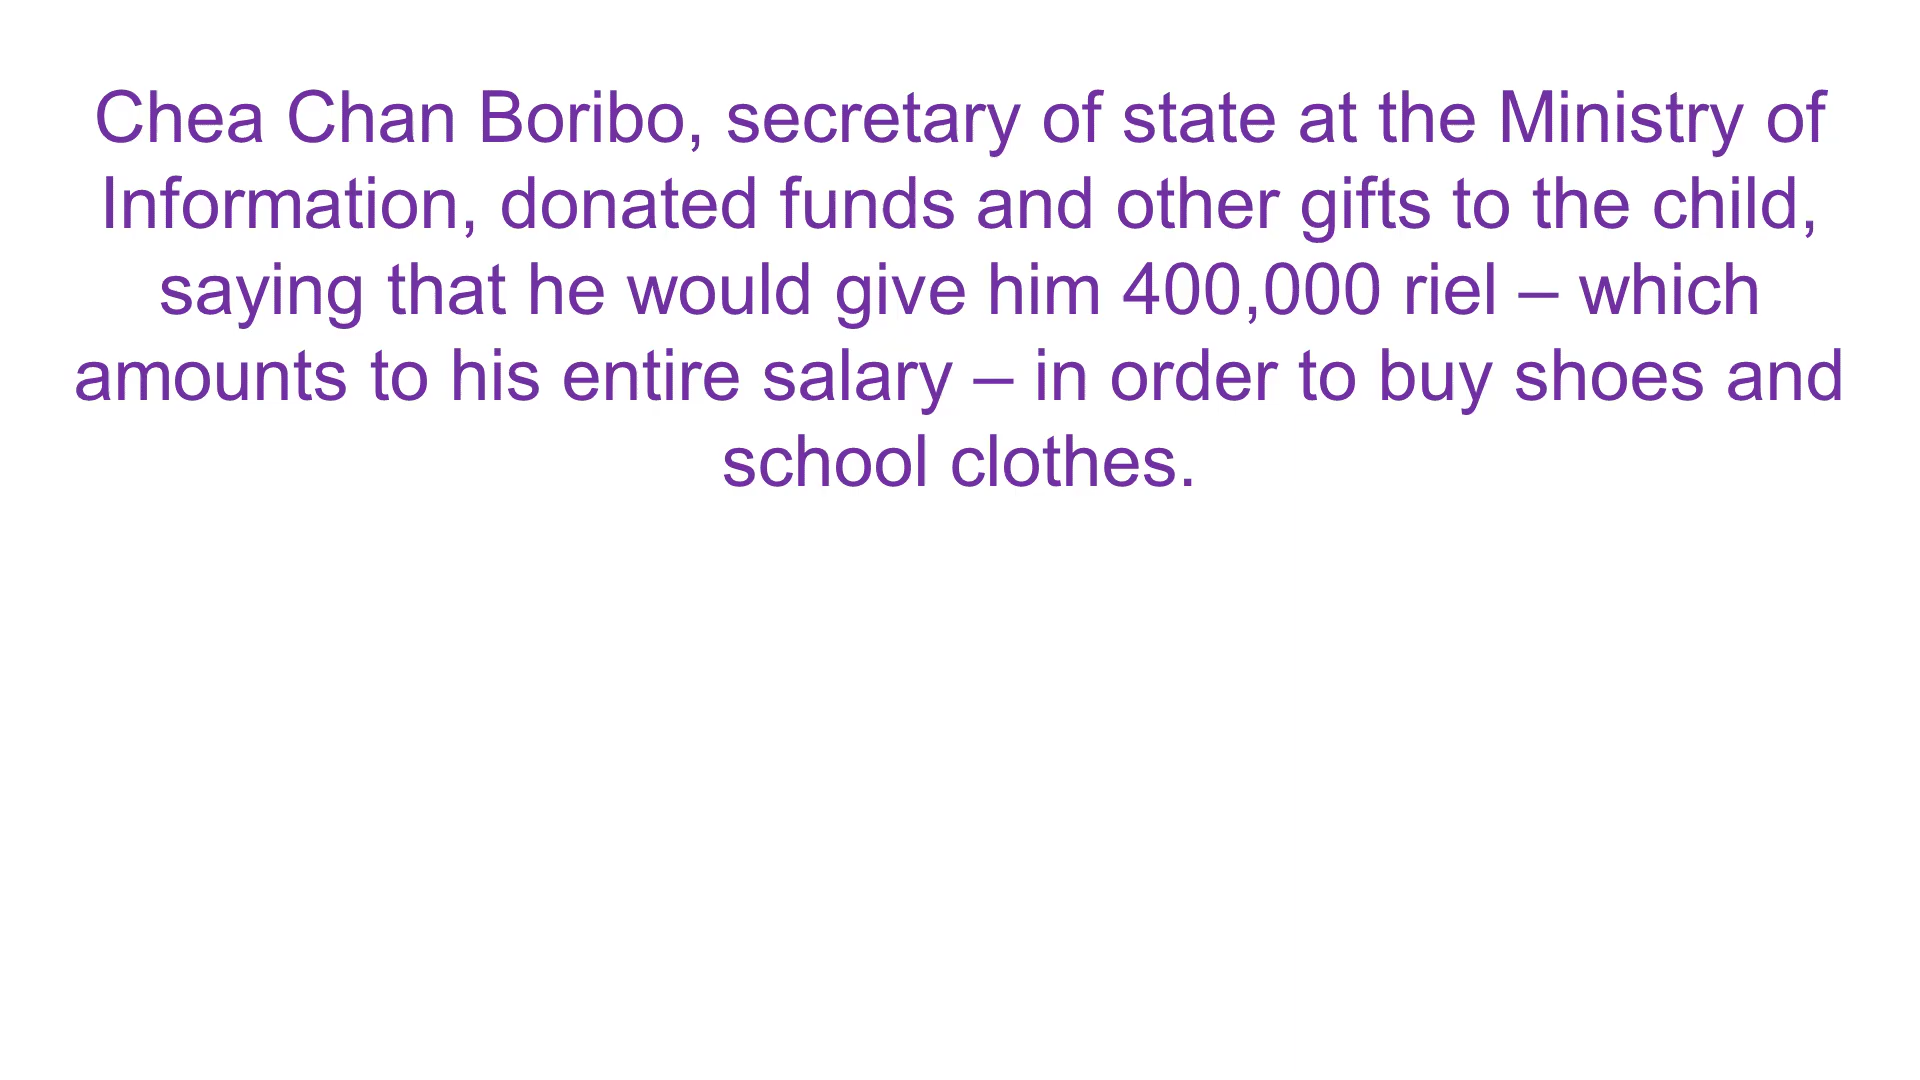 Chea Chan Boribo, secretary of state at the Ministry of
Information, donated funds and other gifts to the child,
saying that he would give him 400,000 riel – which
amounts to his entire salary – in order to buy shoes and
school clothes.